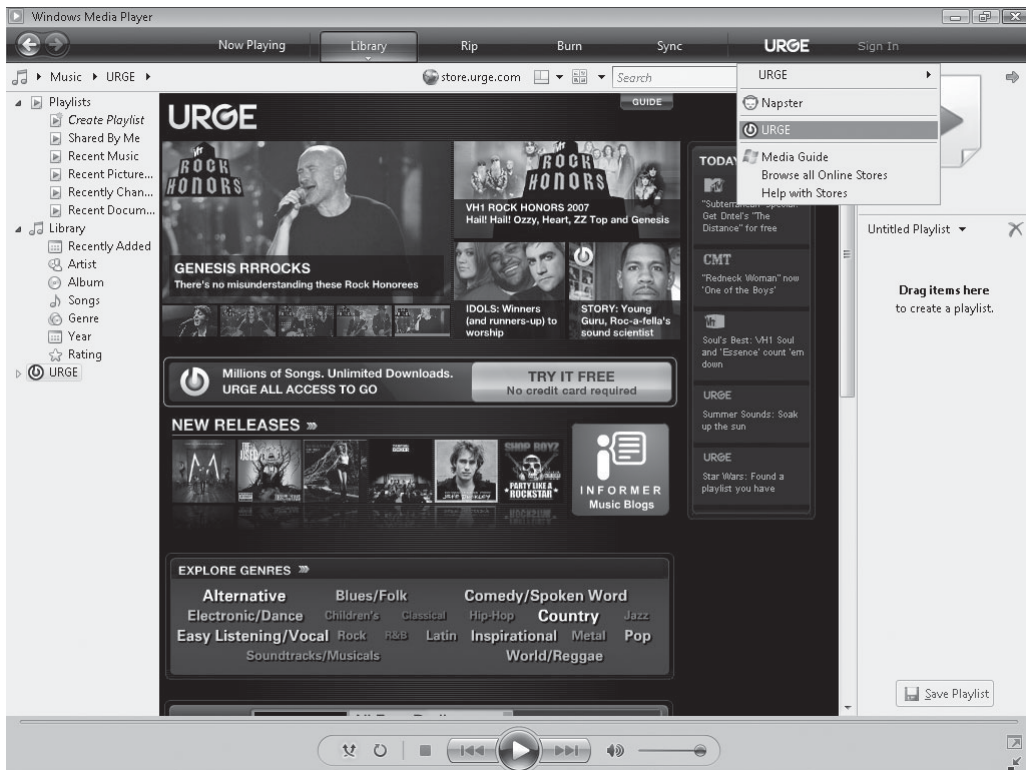 Windows Media Player
Now Playing
Library
Rip
Burn
Sync
URGE
Sign In
Music
URGE
store.urge.com
Search
URGE
Napster
URGE
Media Guide
Browse all Online Stores
Help with Stores
Playlists
Create Playlist
Shared By Me
Recent Music
Recent Picture...
Recently Chan...
Recent Docum...
Library
Recently Added
Artist
Album
Songs
Genre
Year
Rating
URGE
URGE
GUIDE
ROCK HONORS
GENESIS RRROCKS
There's no misunderstanding these Rock Honorees
ROCK
HONORS
VH1 ROCK HONORS 2007
Hail! Hail! Ozzy, Heart, ZZ Top and Genesis
IDOLS: Winners
(and runners-up) to
worship
STORY: Young
Guru, Roc-a-fella's
sound scientist
Millions of Songs. Unlimited Downloads.
URGE ALL ACCESS TO GO
TRY IT FREE
No credit card required
NEW RELEASES
SHOP BOYZ
PARTY LIKE A
ROCKSTAR
INFORMER
Music Blogs
EXPLORE GENRES
Alternative Blues/Folk Comedy/Spoken Word
Electronic/Dance Children's Classical Hip-Hop Country Jazz
Easy Listening/Vocal Rock R&B Latin Inspirational Metal Pop
Soundtracks/Musicals World/Reggae
TODAY
"Subterranean" Special:
Get Dntel's "The
Distance" for free
CMT
"Redneck Woman" now
'One of the Boys'
Soul's Best: VH1 Soul
and 'Essence' count 'em
down
URGE
Summer Sounds: Soak
up the sun
URGE
Star Wars: Found a
playlist you have
Untitled Playlist
Drag items here
to create a playlist.
Save Playlist